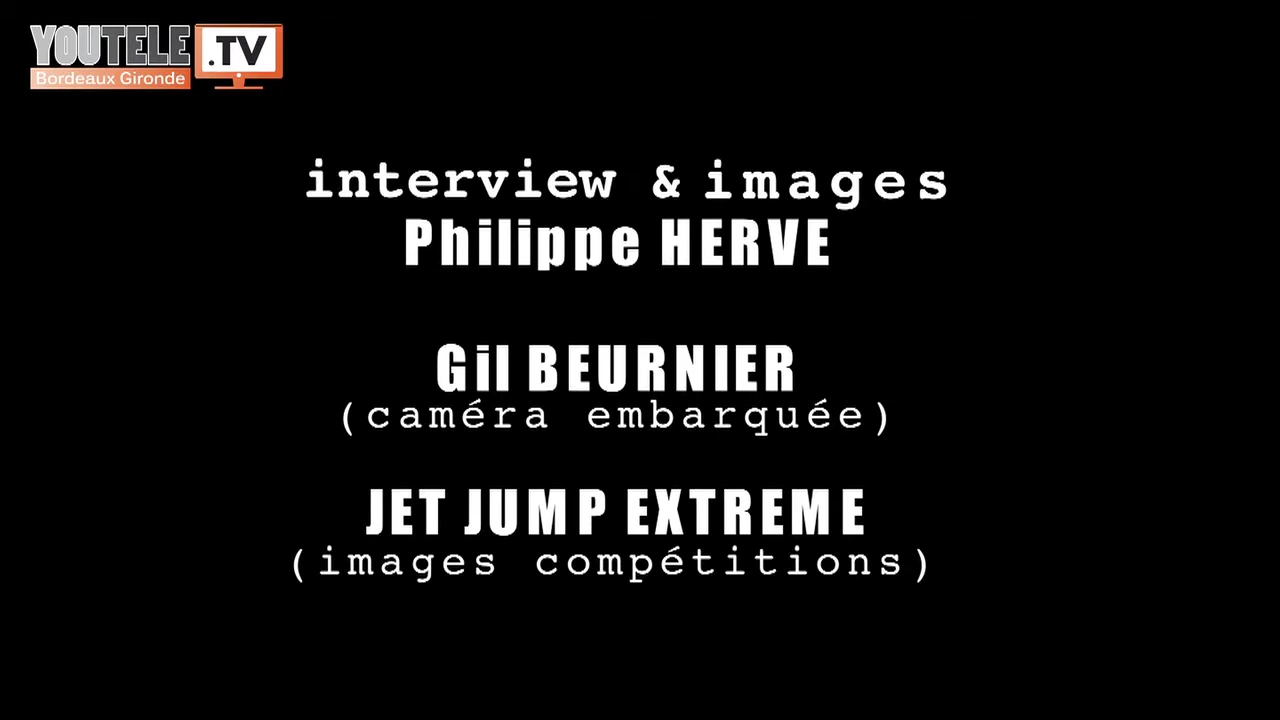 YOUTELE .TV
Bordeaux Gironde
interview & images
Philippe HERVE
Gil BEURNIER
(caméra embarquée)
JET JUMP EXTREME
(images compétitions)